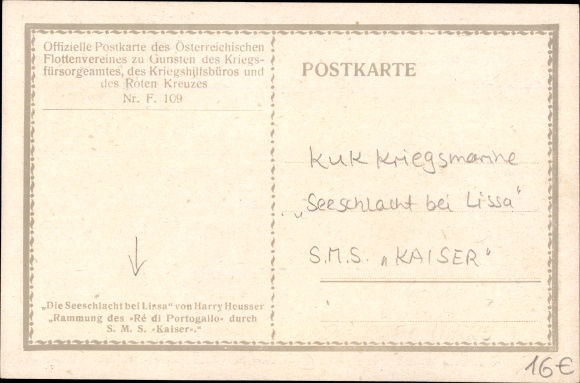 Offizielle Postkarte des Österreichischen
Flottenvereines zu Gunsten des Kriegs-
fürsorgeamtes, des Kriegshilfsbüros und
des Roten Kreuzes
Nr. F. 109
POSTKARTE
KuK Kriegsmarine
„Seeschlacht bei Lissa"
S.M.S. „KAISER"
„Die Seeschlacht bei Lissa" von Harry Heusser
„Rammung des »Ré di Portogallo« durch
S. M. S. »Kaiser«."
16€